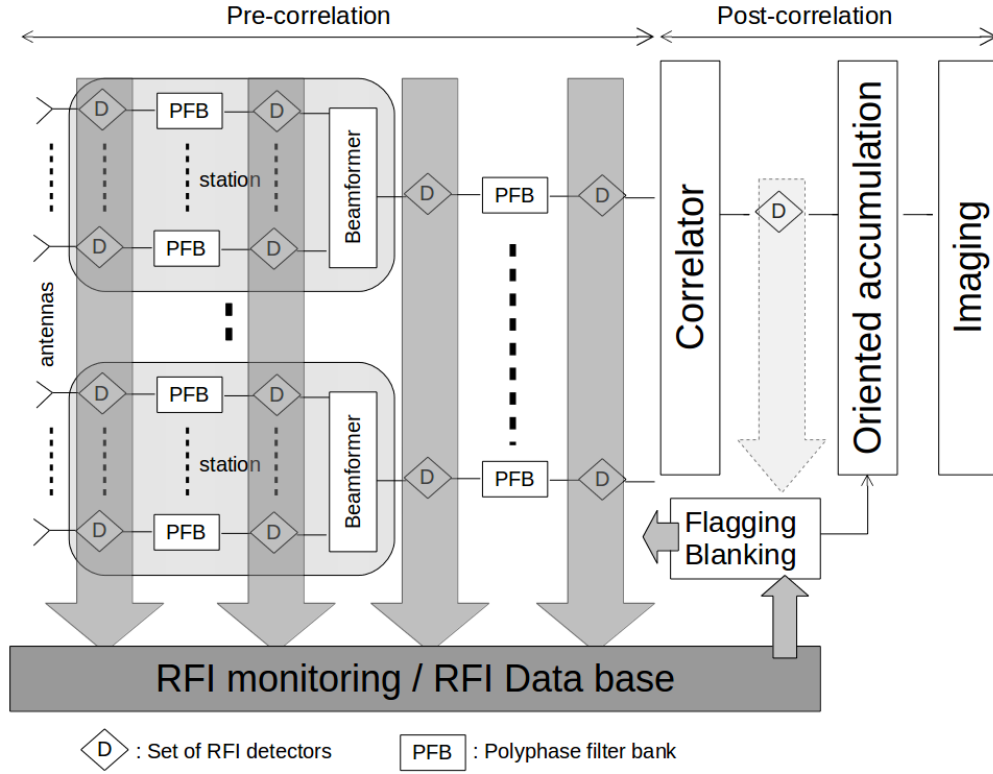 Pre-correlation
Post-correlation
D PFB D
station
Beamformer
D PFB D
D PFB D
antennas
D PFB D
station
Beamformer
D PFB D
D PFB D
Correlator
D
Oriented accumulation
Imaging
Flagging
Blanking
RFI monitoring / RFI Data base
D : Set of RFI detectors
PFB : Polyphase filter bank